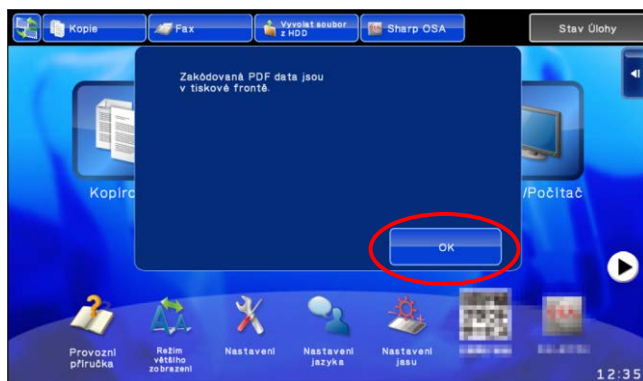 Kopie
Fax
Vyvolat soubor
z HDD
Sharp OSA
Stav Úlohy
Zakódovaná PDF data jsou
v tiskové frontě.
Kopíro
/Počítač
OK
Provozní
příručka
Režim
většího
zobrazení
Nastavení
Nastavení
jazyka
Nastavení
jasu
12:35